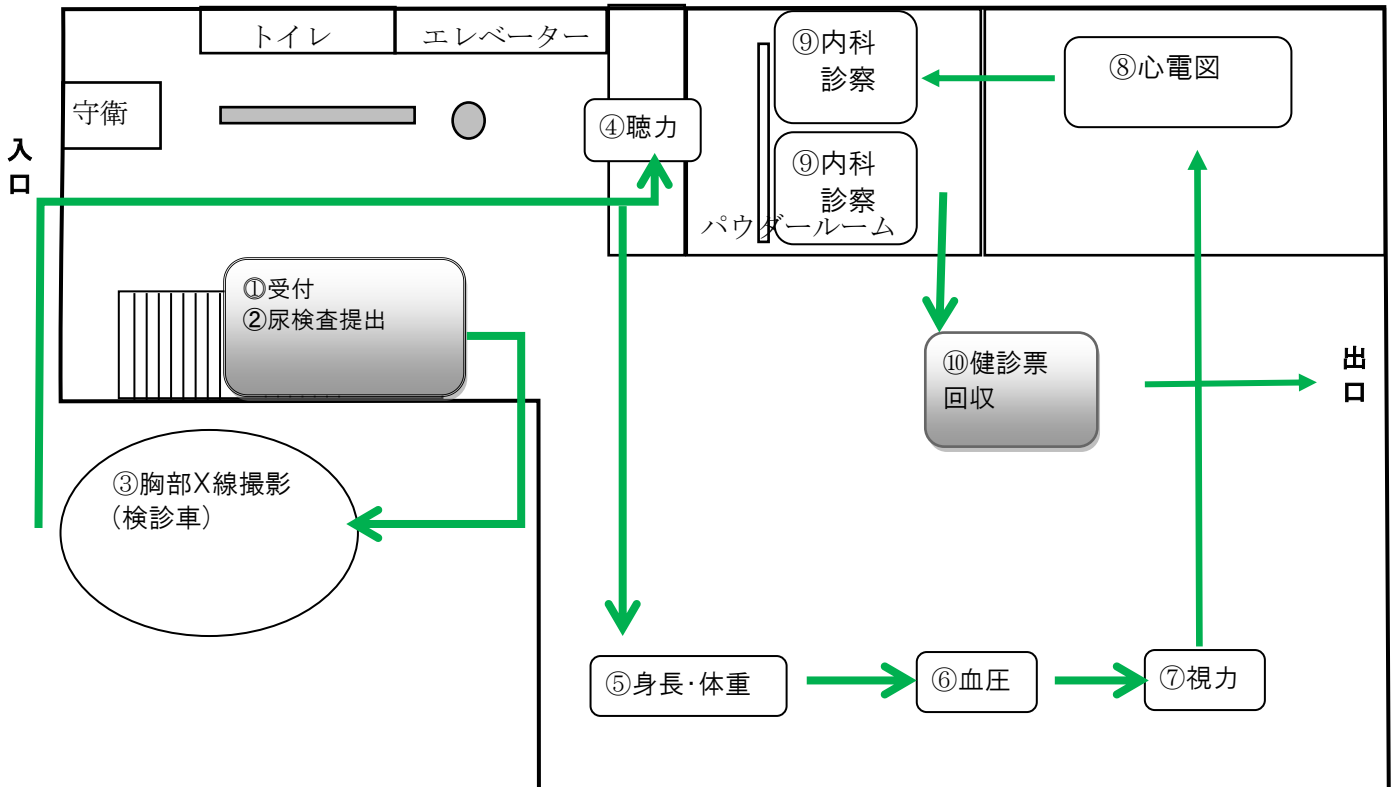 トイレ
エレベーター
守衛
入
口
①受付
②尿検査提出
③胸部X線撮影
(検診車)
④聴力
⑤身長・体重
⑥血圧
⑦視力
⑧心電図
⑨内科
診察
⑨内科
診察
パウダールーム
⑩健診票
回収
出
口